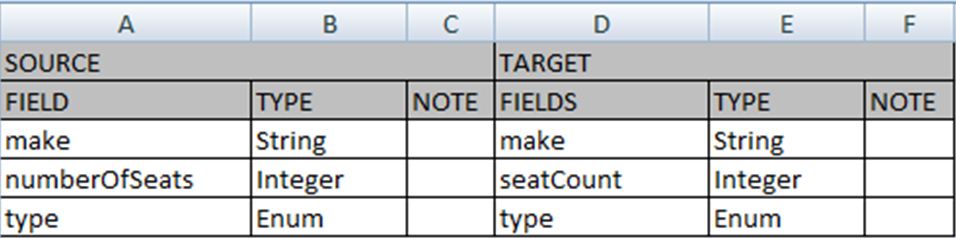 A B C D E F
SOURCE TARGET
FIELD TYPE NOTE FIELDS TYPE NOTE
make String make String
numberOfSeats Integer seatCount Integer
type Enum type Enum